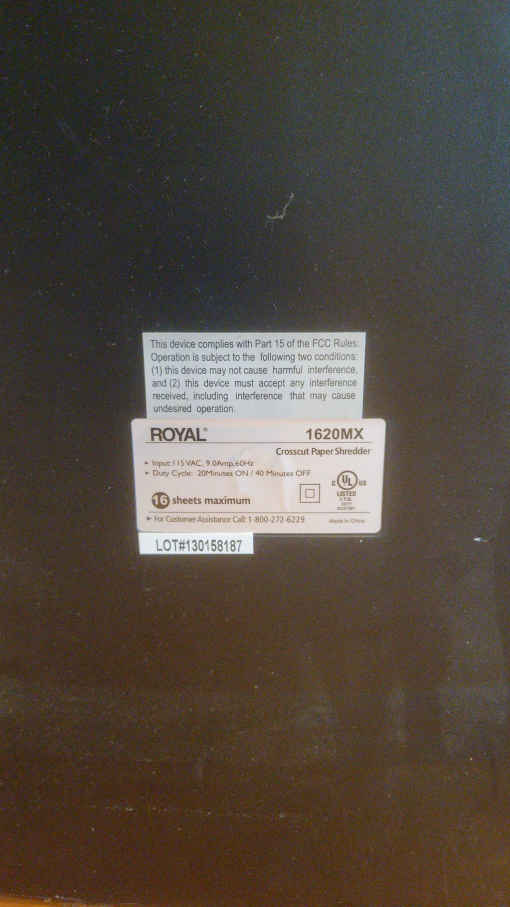 This device complies with Part 15 of the FCC Rules:
Operation is subject to the following two conditions:
(1) this device may not cause harmful interference,
and (2) this device must accept any interference
received, including interference that may cause
undesired operation.
ROYAL® 1620MX
Crosscut Paper Shredder
▸ Input:115 VAC, 9.0Amp,60Hz
▸ Duty Cycle: 20Minutes ON / 40 Minutes OFF
16 sheets maximum
C UL US
LISTED
▸ For Customer Assistance Call: 1-800-272-6229 Made in China
LOT#130158187